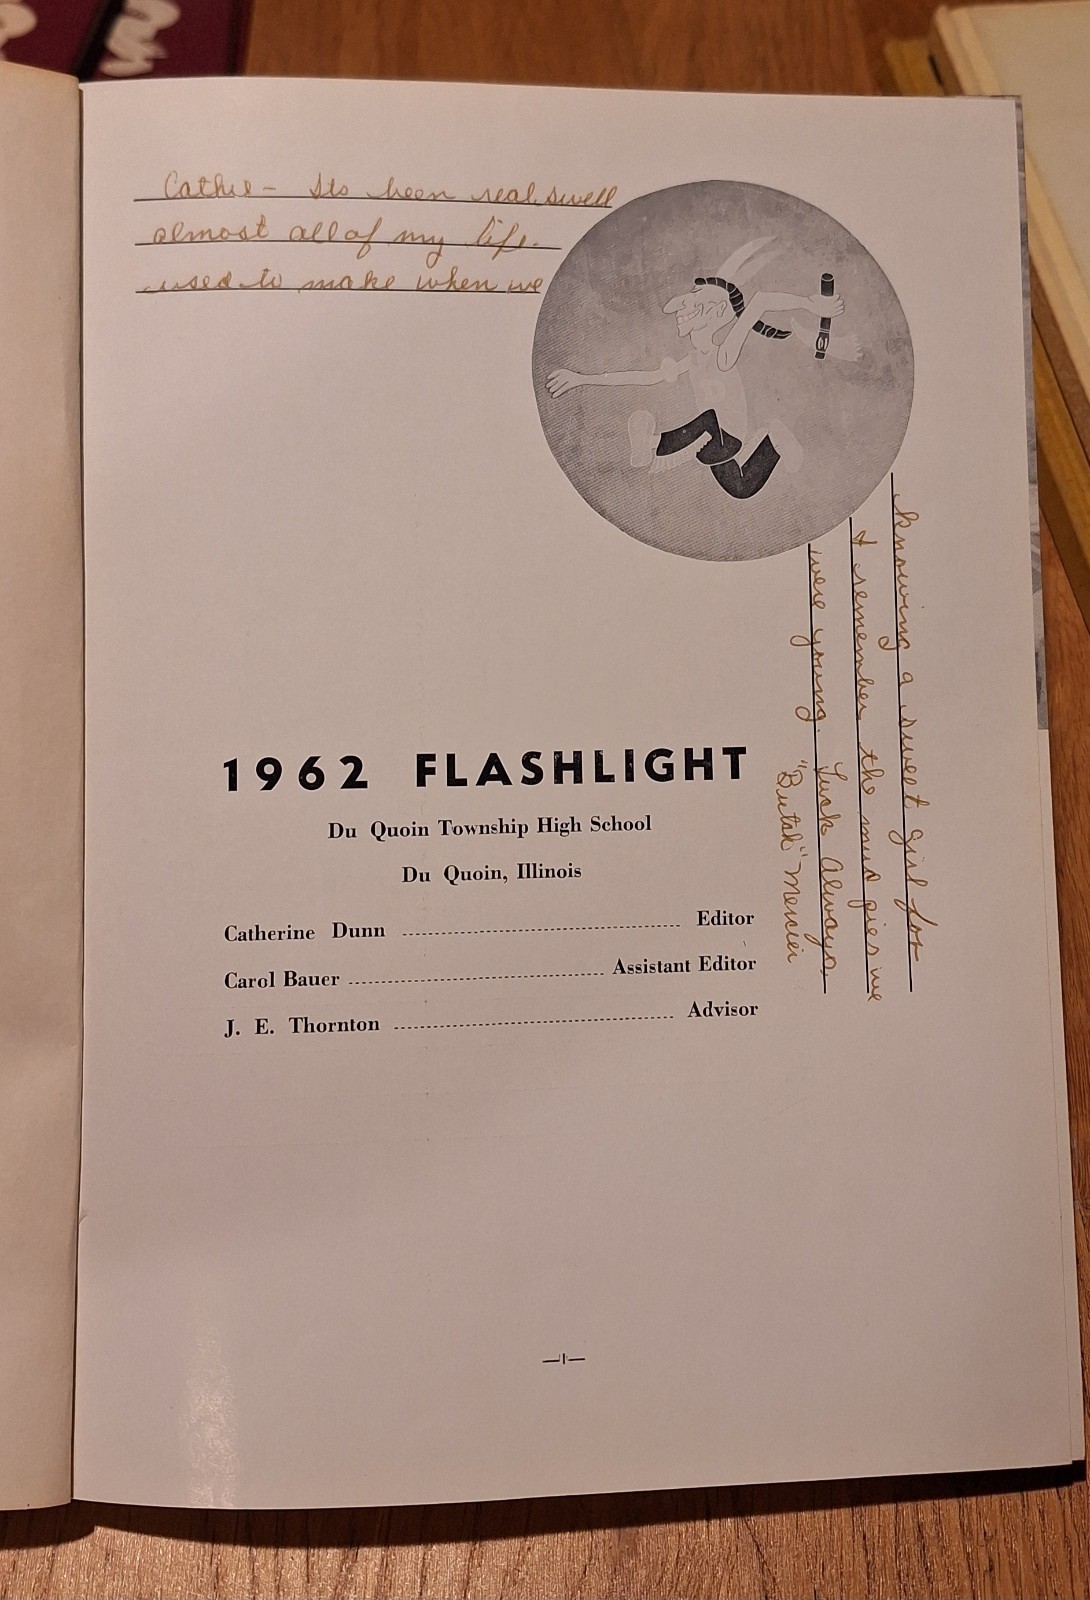 Cathie - Its been real swell
knowing a sweet girl for
almost all of my life.
I remember the mud pies we
used to make when we
were young. Luck Always,
"Butch" Mercier
1962 FLASHLIGHT
Du Quoin Township High School
Du Quoin, Illinois
Catherine Dunn ---------- Editor
Carol Bauer ---------- Assistant Editor
J. E. Thornton ---------- Advisor
—1—